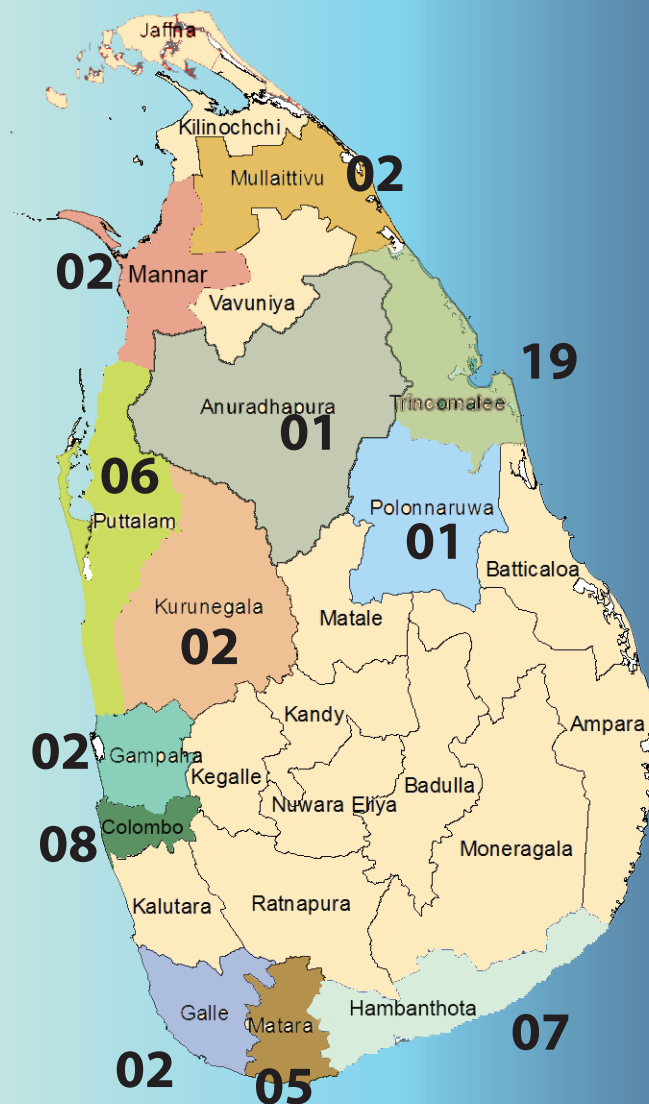 Jaffna
Kilinochchi
Mullaittivu
02
02
Mannar
Vavuniya
19
Anuradhapura
01
Trincomalee
06
Puttalam
Polonnaruwa
01
Batticaloa
Kurunegala
02
Matale
Kandy
Ampara
02
Gampaha
Kegalle
Nuwara Eliya
Badulla
08
Colombo
Moneragala
Kalutara
Ratnapura
Galle
Matara
Hambanthota
07
02
05